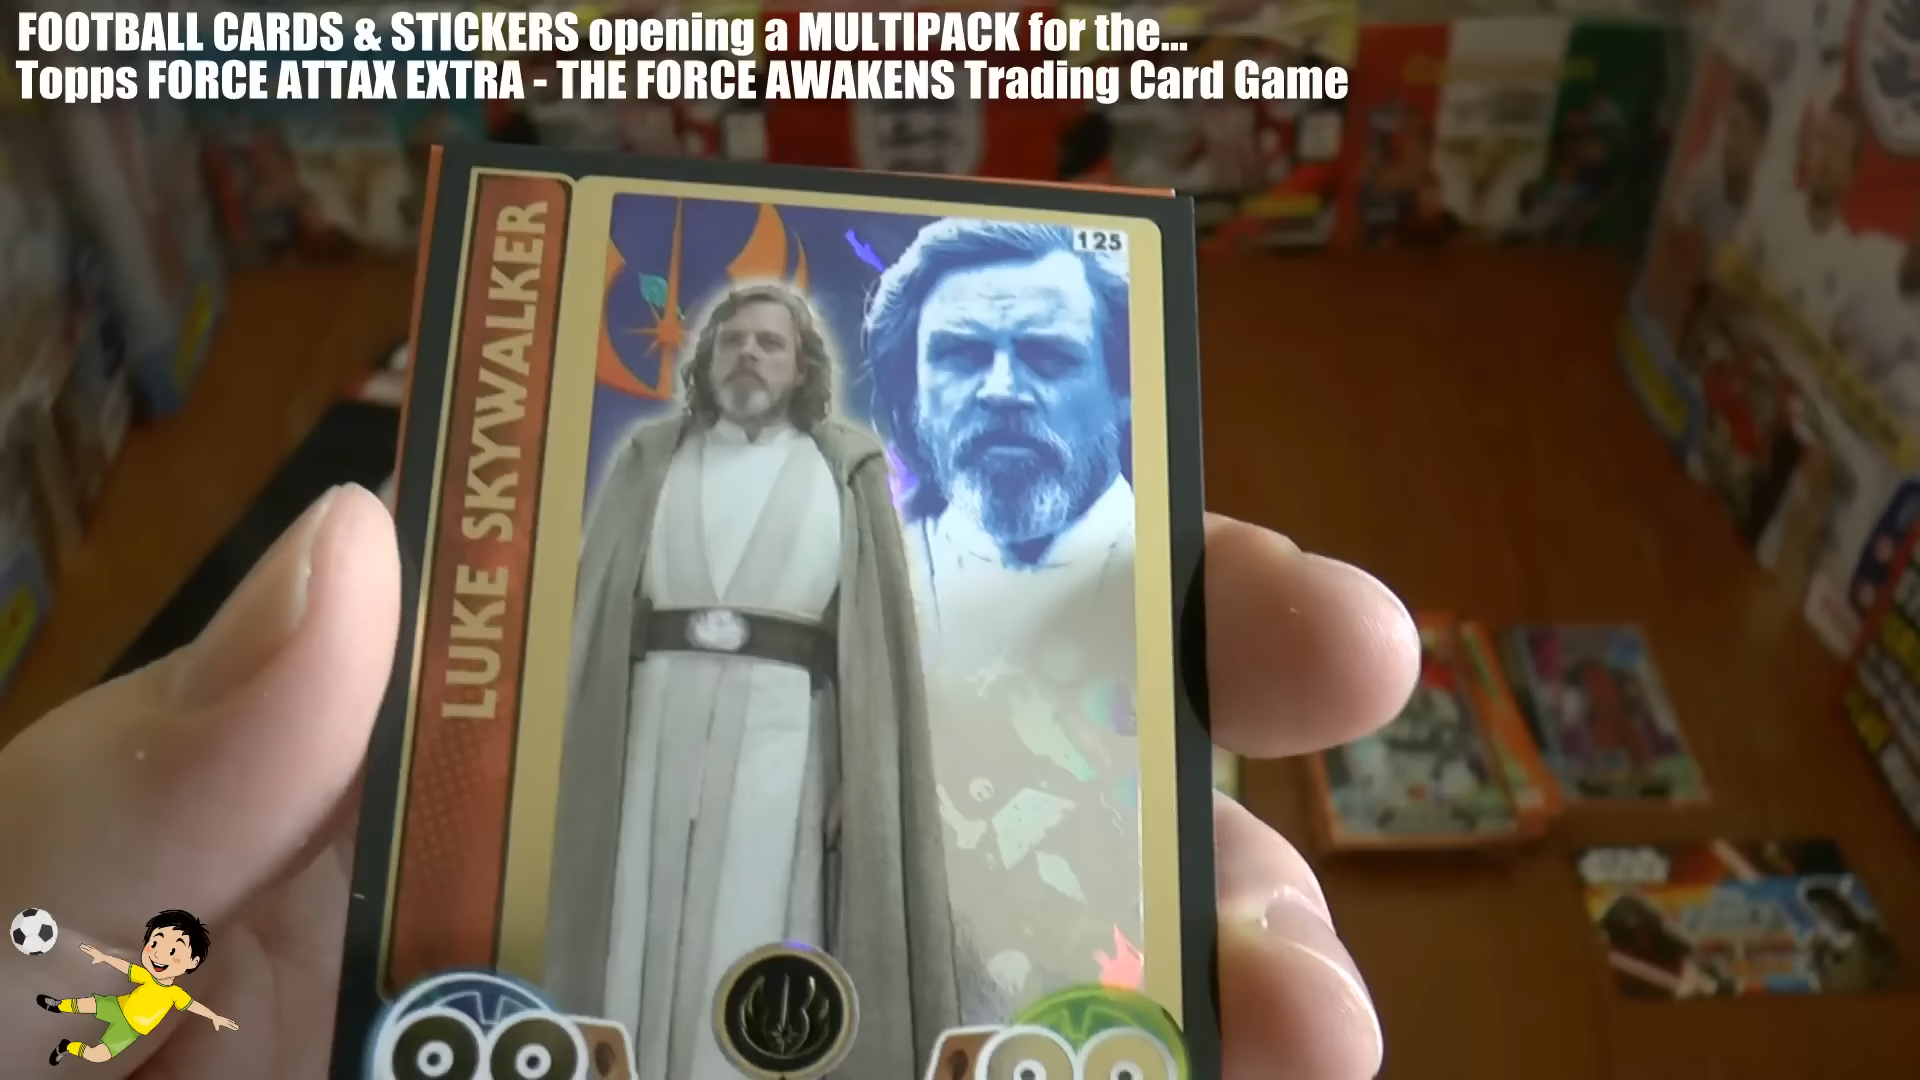 FOOTBALL CARDS & STICKERS opening a MULTIPACK for the...
Topps FORCE ATTAX EXTRA - THE FORCE AWAKENS Trading Card Game
125
LUKE SKYWALKER